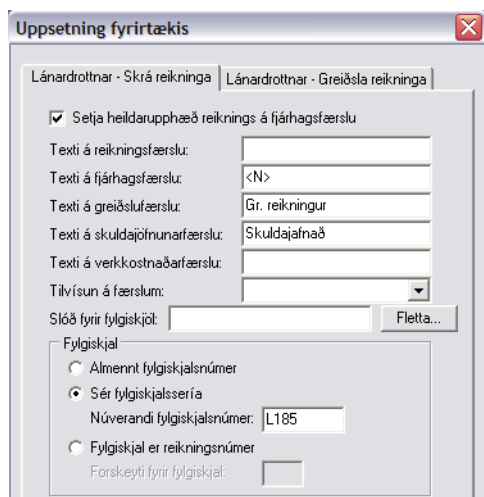 Uppsetning fyrirtækis
Lánardrottnar - Skrá reikninga
Lánardrottnar - Greiðsla reikninga
Setja heildarupphæð reiknings á fjárhagsfærslu
Texti á reikningsfærslu:
Texti á fjárhagsfærslu: <N>
Texti á greiðslufærslu: Gr. reikningur
Texti á skuldajöfnunarfærslu: Skuldajafnað
Texti á verkkostnaðarfærslu:
Tilvísun á færslum:
Slóð fyrir fylgiskjöl: Fletta...
Fylgiskjal
Almennt fylgiskjalsnúmer
Sér fylgiskjalssería
Núverandi fylgiskjalsnúmer: L185
Fylgiskjal er reikningsnúmer
Forskeyti fyrir fylgiskjal: